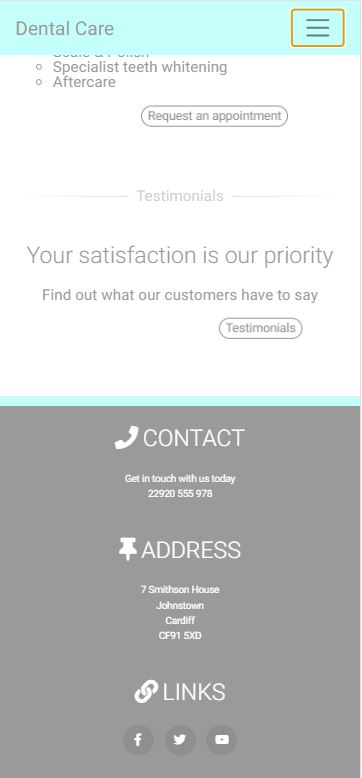 Dental Care
Scale & Polish
Specialist teeth whitening
Aftercare
Request an appointment
Testimonials
Your satisfaction is our priority
Find out what our customers have to say
Testimonials
CONTACT
Get in touch with us today
22920 555 978
ADDRESS
7 Smithson House
Johnstown
Cardiff
CF91 5XD
LINKS